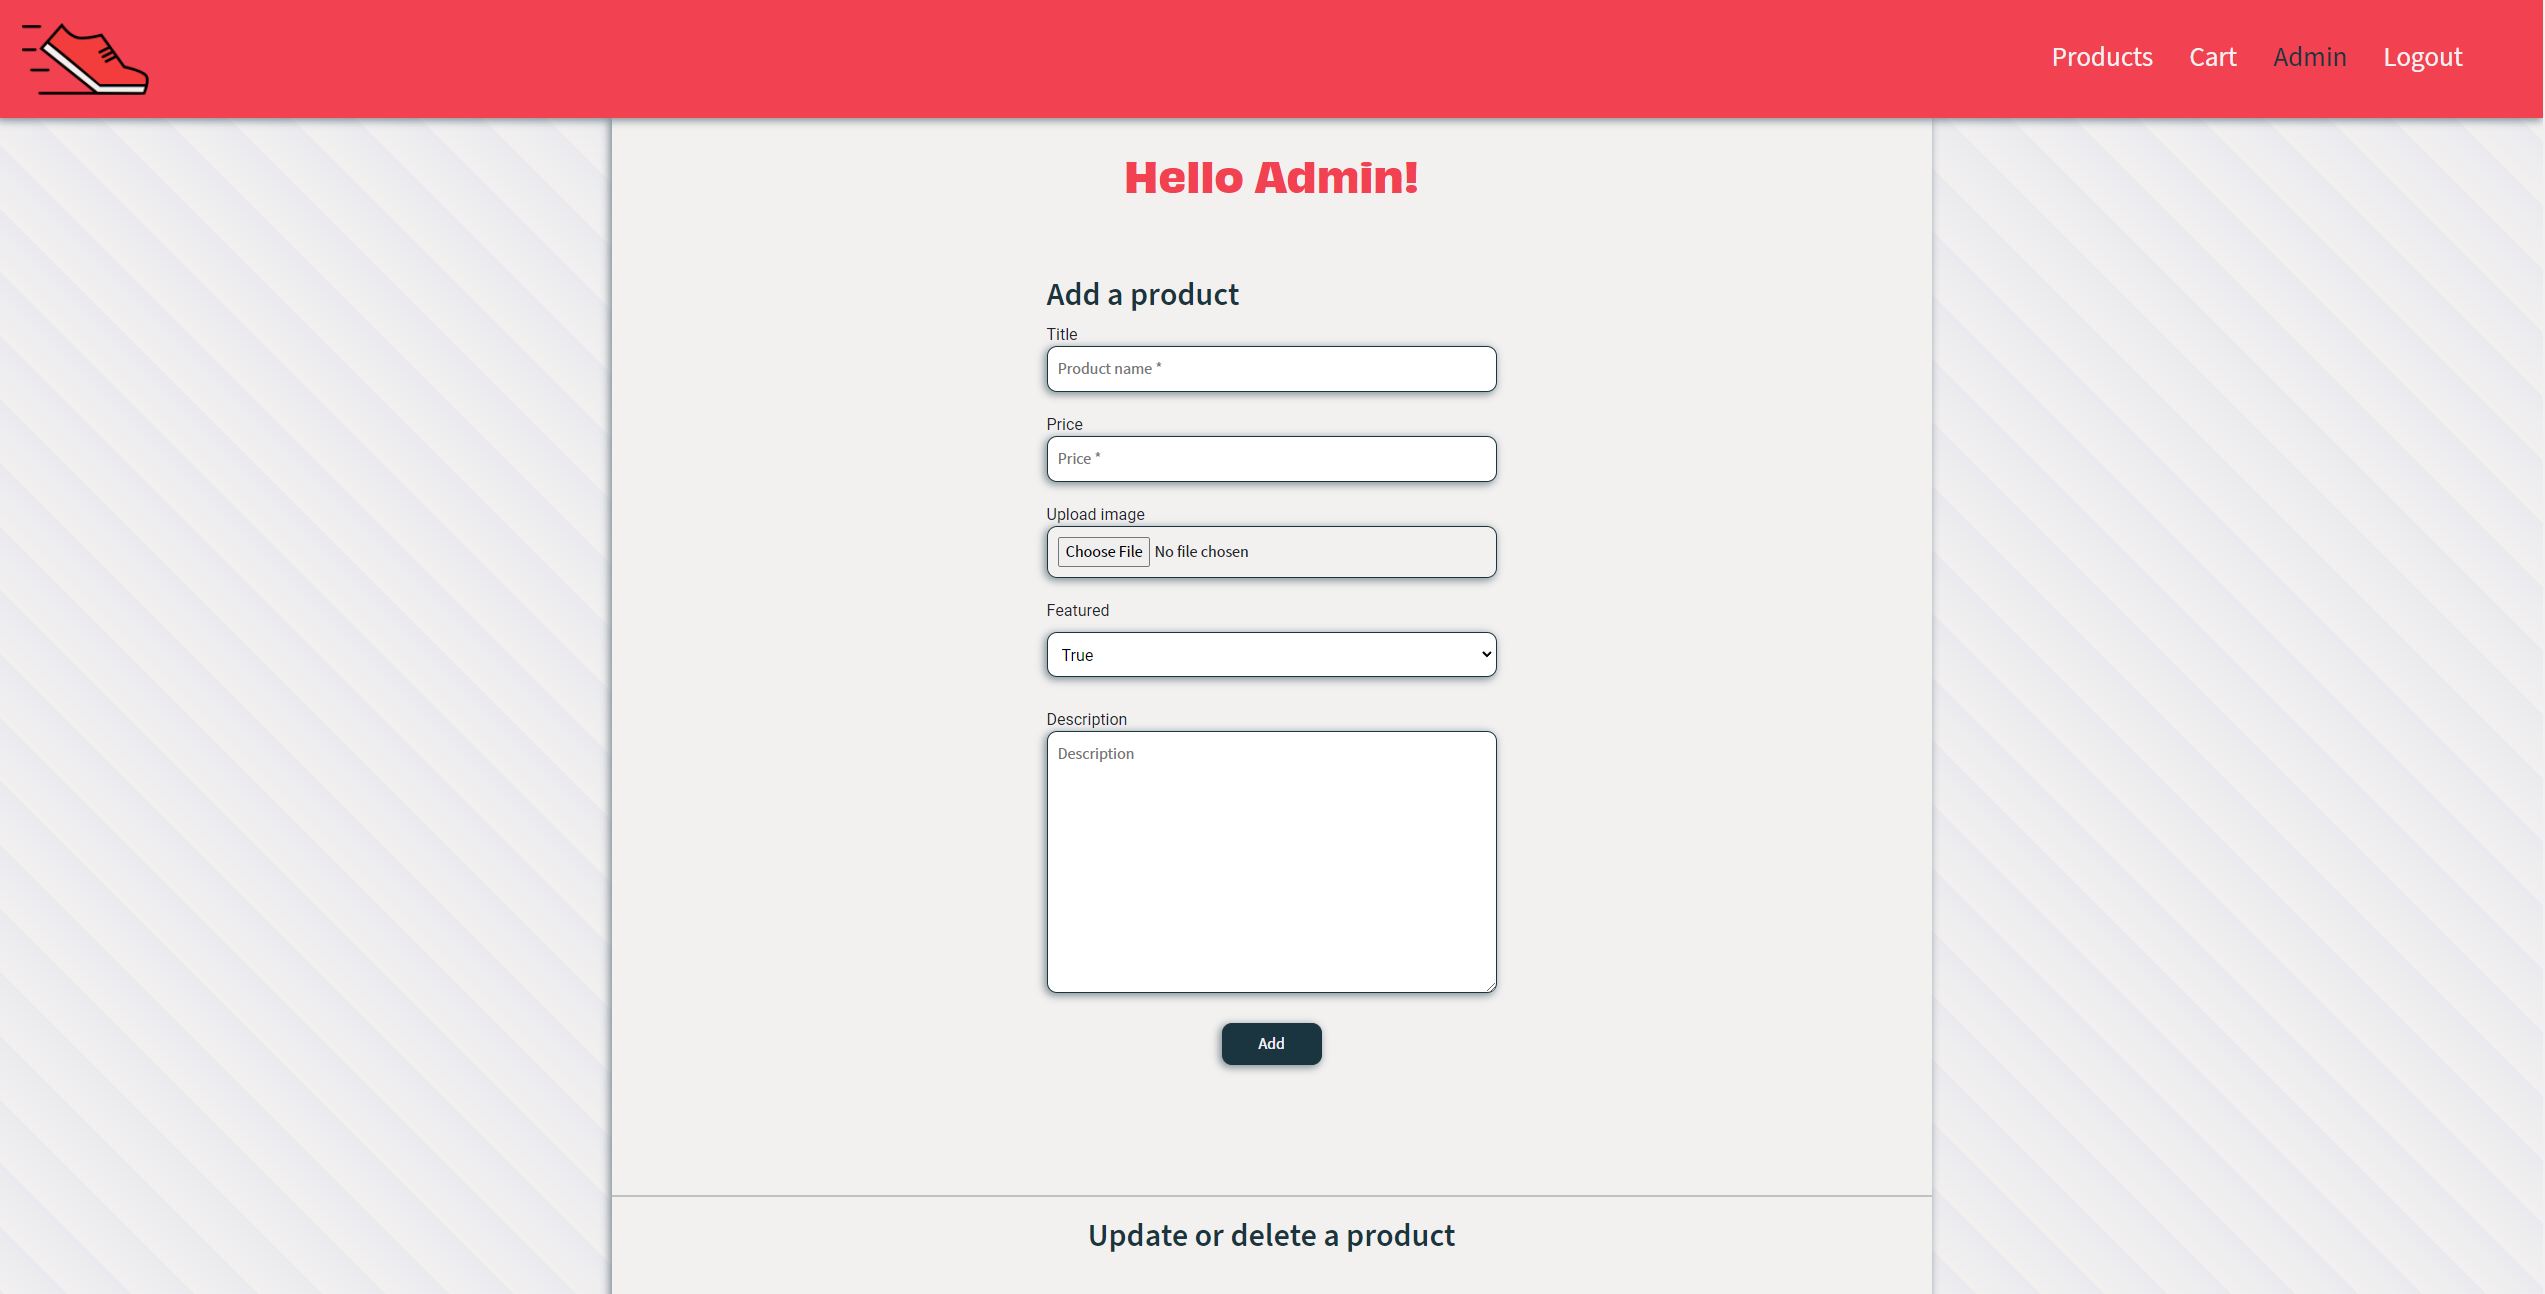 Products Cart Admin Logout
Hello Admin!
Add a product
Title
Product name *
Price
Price *
Upload image
Choose File No file chosen
Featured
True
Description
Description
Add
Update or delete a product